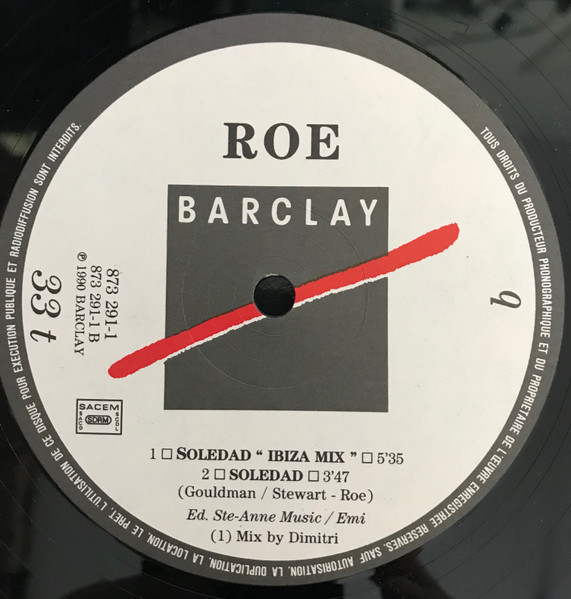 ROE
BARCLAY
873 291-1
873 291-1 B
℗ 1990 BARCLAY
33 t
b
SACEM
SACD SDRM SGDL
1 □ SOLEDAD “ IBIZA MIX ” □ 5'35
2 □ SOLEDAD □ 3'47
(Gouldman / Stewart - Roe)
Ed. Ste-Anne Music / Emi
(1) Mix by Dimitri
TOUS DROITS DU PRODUCTEUR PHONOGRAPHIQUE ET DU PROPRIETAIRE DE L'ŒUVRE ENREGISTREE RESERVES. SAUF AUTORISATION, LA DUPLICATION, LA LOCATION, LE PRET, L'UTILISATION DE CE DISQUE POUR EXECUTION PUBLIQUE ET RADIODIFFUSION SONT INTERDITS.